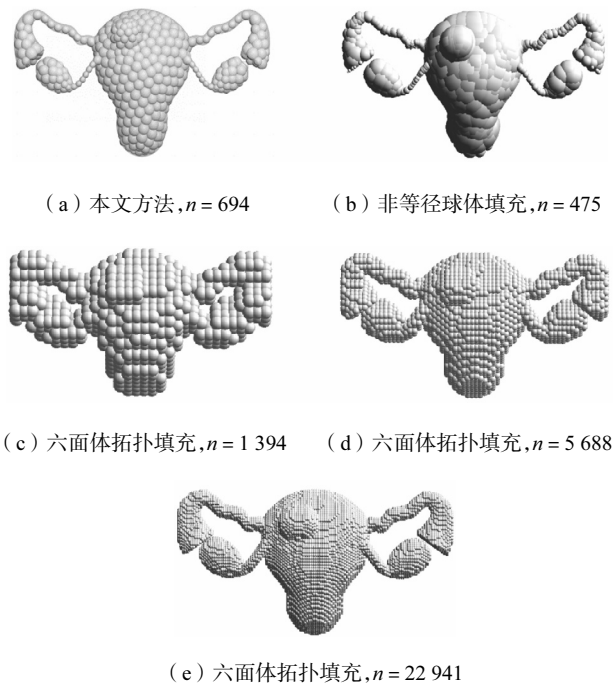 （a）本文方法,n = 694 （b）非等径球体填充,n = 475
（c）六面体拓扑填充,n = 1 394 （d）六面体拓扑填充,n = 5 688
（e）六面体拓扑填充,n = 22 941